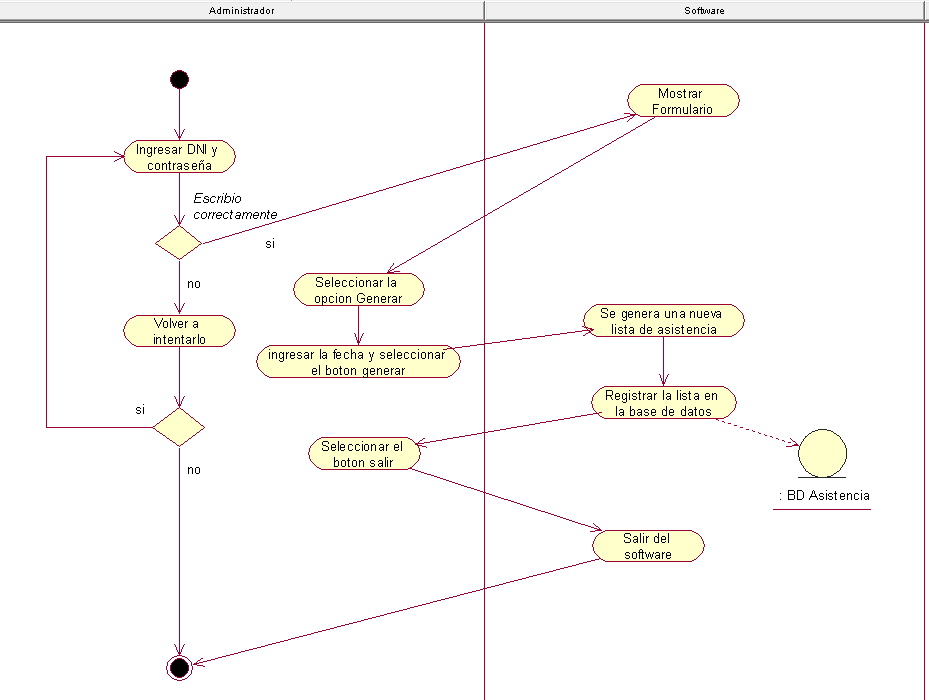 Administrador
Software
Mostrar
Formulario
Ingresar DNI y
contraseña
Escribio
correctamente
si
no
Seleccionar la
opcion Generar
Volver a
intentarlo
Se genera una nueva
lista de asistencia
ingresar la fecha y seleccionar
el boton generar
Registrar la lista en
la base de datos
si
no
Seleccionar el
boton salir
: BD Asistencia
Salir del
software